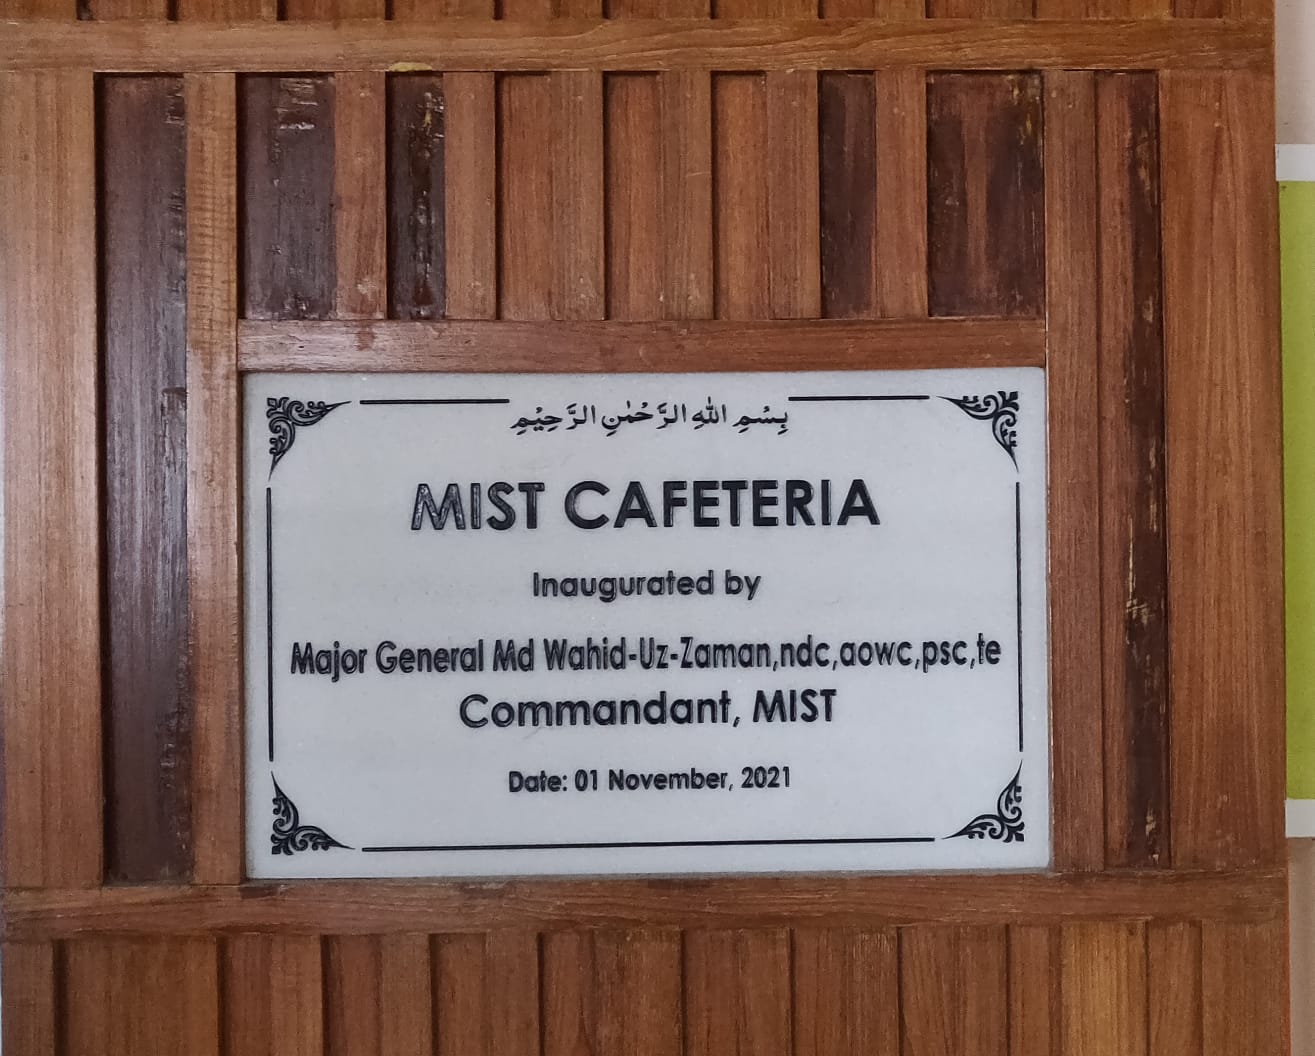 بِسْمِ اللهِ الرَّحْمٰنِ الرَّحِيْمِ
MIST CAFETERIA
Inaugurated by
Major General Md Wahid-Uz-Zaman,ndc,aowc,psc,te
Commandant, MIST
Date: 01 November, 2021